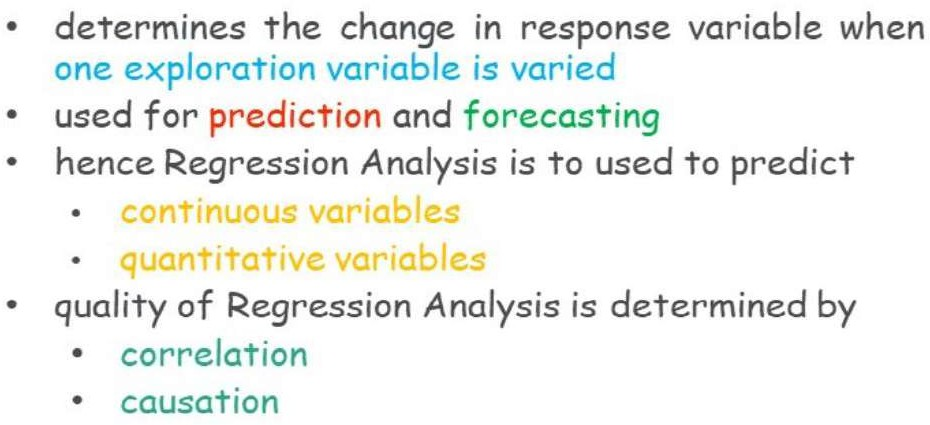 • determines the change in response variable when
one exploration variable is varied
• used for prediction and forecasting
• hence Regression Analysis is to used to predict
• continuous variables
• quantitative variables
• quality of Regression Analysis is determined by
• correlation
• causation